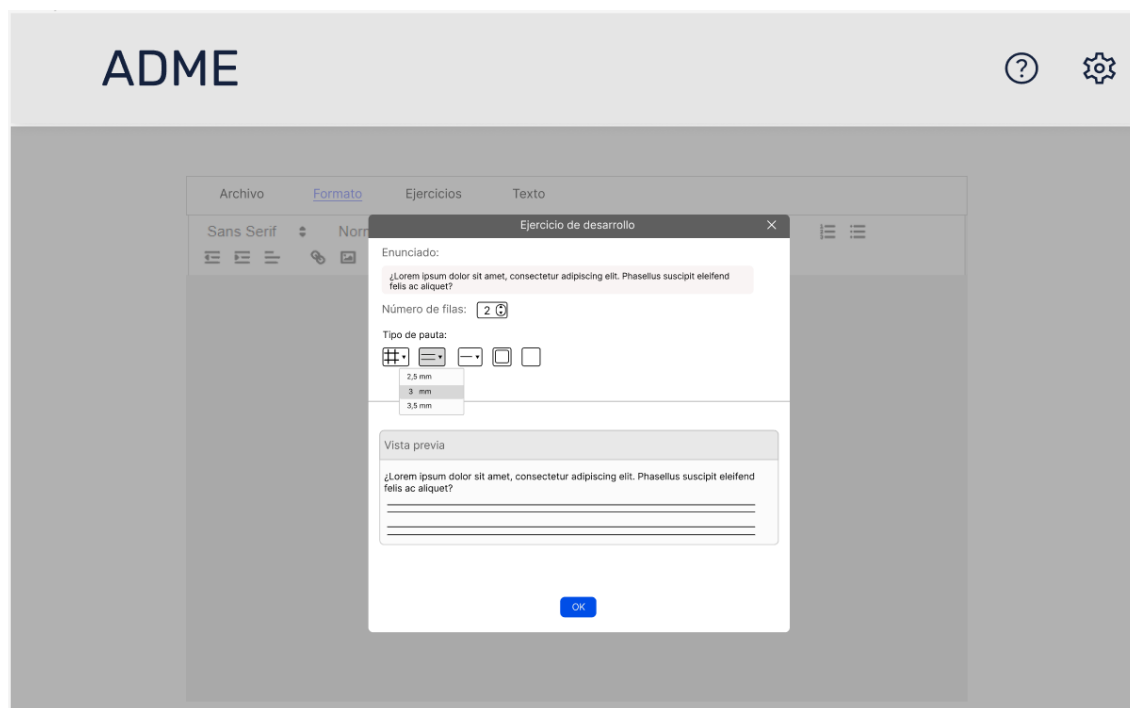 ADME
Archivo Formato Ejercicios Texto
Sans Serif
Ejercicio de desarrollo
Enunciado:
¿Lorem ipsum dolor sit amet, consectetur adipiscing elit. Phasellus suscipit eleifend
felis ac aliquet?
Número de filas: 2
Tipo de pauta:
2,5 mm
3 mm
3,5 mm
Vista previa
¿Lorem ipsum dolor sit amet, consectetur adipiscing elit. Phasellus suscipit eleifend
felis ac aliquet?
OK